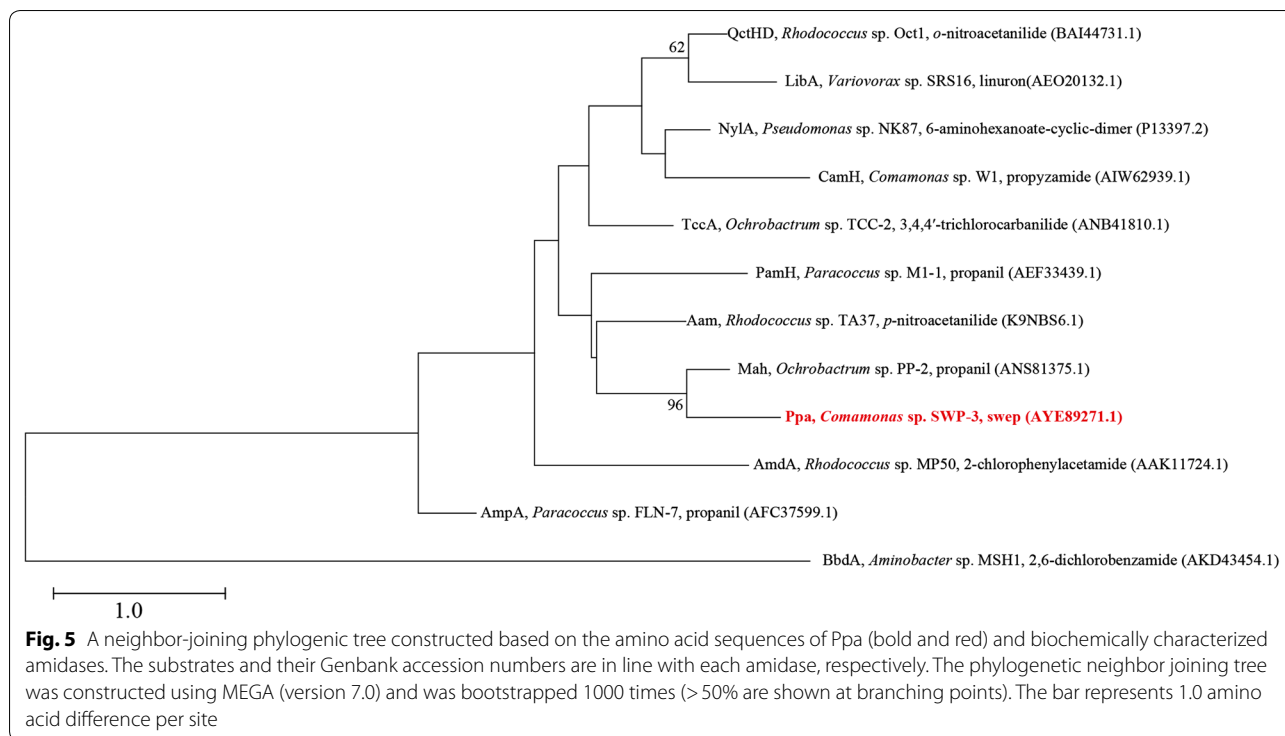 QctHD, Rhodococcus sp. Oct1, o-nitroacetanilide (BAI44731.1)
62
LibA, Variovorax sp. SRS16, linuron(AEO20132.1)
NylA, Pseudomonas sp. NK87, 6-aminohexanoate-cyclic-dimer (P13397.2)
CamH, Comamonas sp. W1, propyzamide (AIW62939.1)
TccA, Ochrobactrum sp. TCC-2, 3,4,4′-trichlorocarbanilide (ANB41810.1)
PamH, Paracoccus sp. M1-1, propanil (AEF33439.1)
Aam, Rhodococcus sp. TA37, p-nitroacetanilide (K9NBS6.1)
Mah, Ochrobactrum sp. PP-2, propanil (ANS81375.1)
96
Ppa, Comamonas sp. SWP-3, swep (AYE89271.1)
AmdA, Rhodococcus sp. MP50, 2-chlorophenylacetamide (AAK11724.1)
AmpA, Paracoccus sp. FLN-7, propanil (AFC37599.1)
BbdA, Aminobacter sp. MSH1, 2,6-dichlorobenzamide (AKD43454.1)
1.0
Fig. 5 A neighbor-joining phylogenic tree constructed based on the amino acid sequences of Ppa (bold and red) and biochemically characterized
amidases. The substrates and their Genbank accession numbers are in line with each amidase, respectively. The phylogenetic neighbor joining tree
was constructed using MEGA (version 7.0) and was bootstrapped 1000 times (> 50% are shown at branching points). The bar represents 1.0 amino
acid difference per site